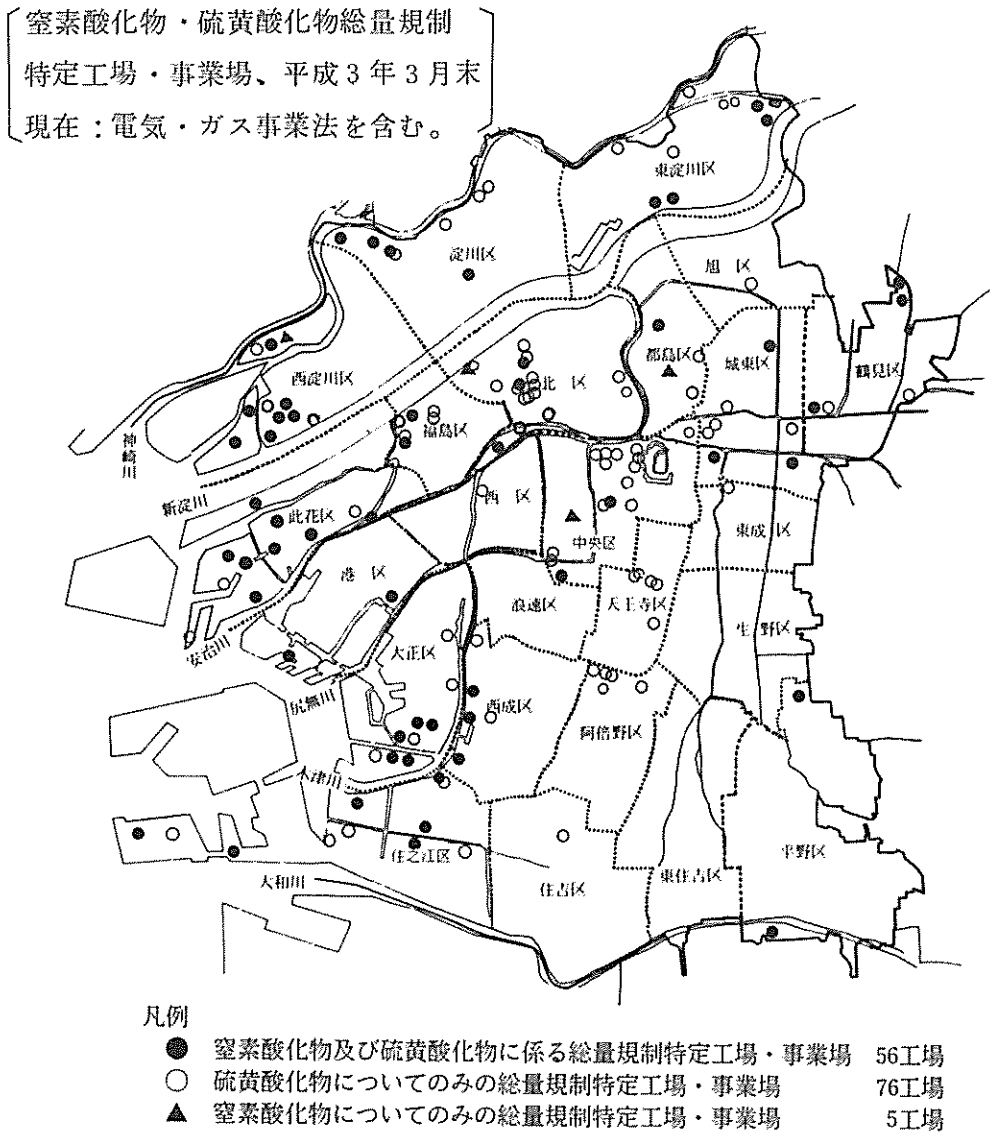 窒素酸化物・硫黄酸化物総量規制
特定工場・事業場、平成3年3月末
現在：電気・ガス事業法を含む。
東淀川区
淀川区
旭区
都島区
城東区
鶴見区
北区
西淀川区
福島区
神崎川
新淀川
此花区
西区
中央区
東成区
港区
浪速区
天王寺区
生野区
安治川
大正区
尻無川
西成区
阿倍野区
木津川
住之江区
平野区
大和川
住吉区
東住吉区
凡例
● 窒素酸化物及び硫黄酸化物に係る総量規制特定工場・事業場 56工場
○ 硫黄酸化物についてのみの総量規制特定工場・事業場 76工場
▲ 窒素酸化物についてのみの総量規制特定工場・事業場 5工場